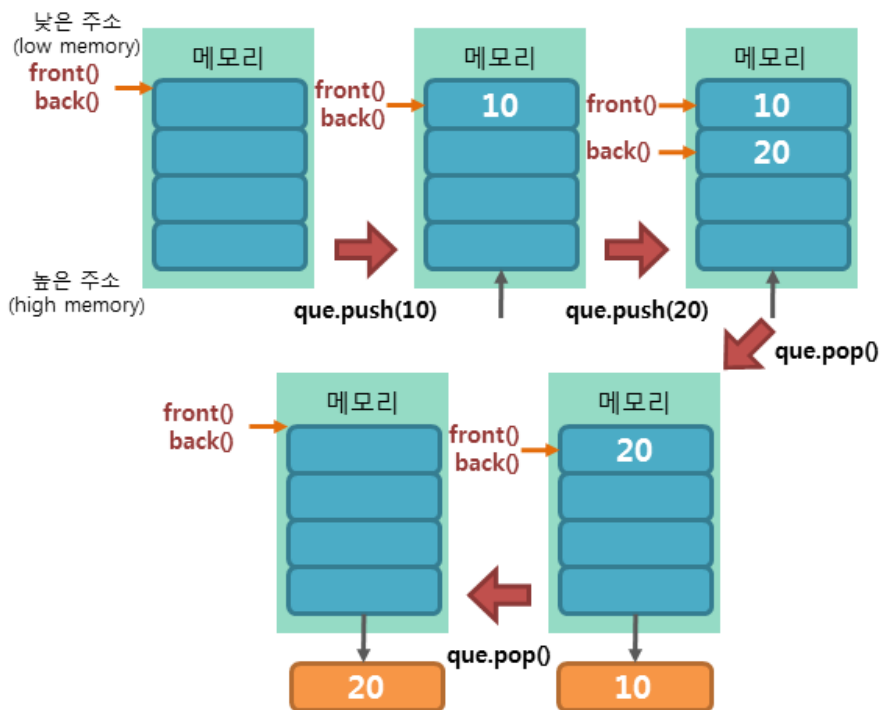 낮은 주소
(low memory)
front()
back()
메모리
높은 주소
(high memory)
que.push(10)
front()
back()
메모리
10
que.push(20)
front()
back()
메모리
10
20
que.pop()
front()
back()
메모리
20
10
que.pop()
front()
back()
메모리
20